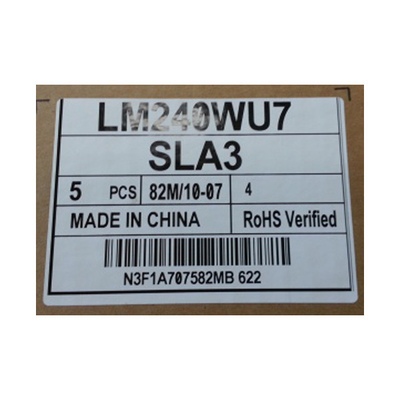 LM240WU7
SLA3
5 PCS 82M/10-07 4
MADE IN CHINA RoHS Verified
N3F1A707582MB 622